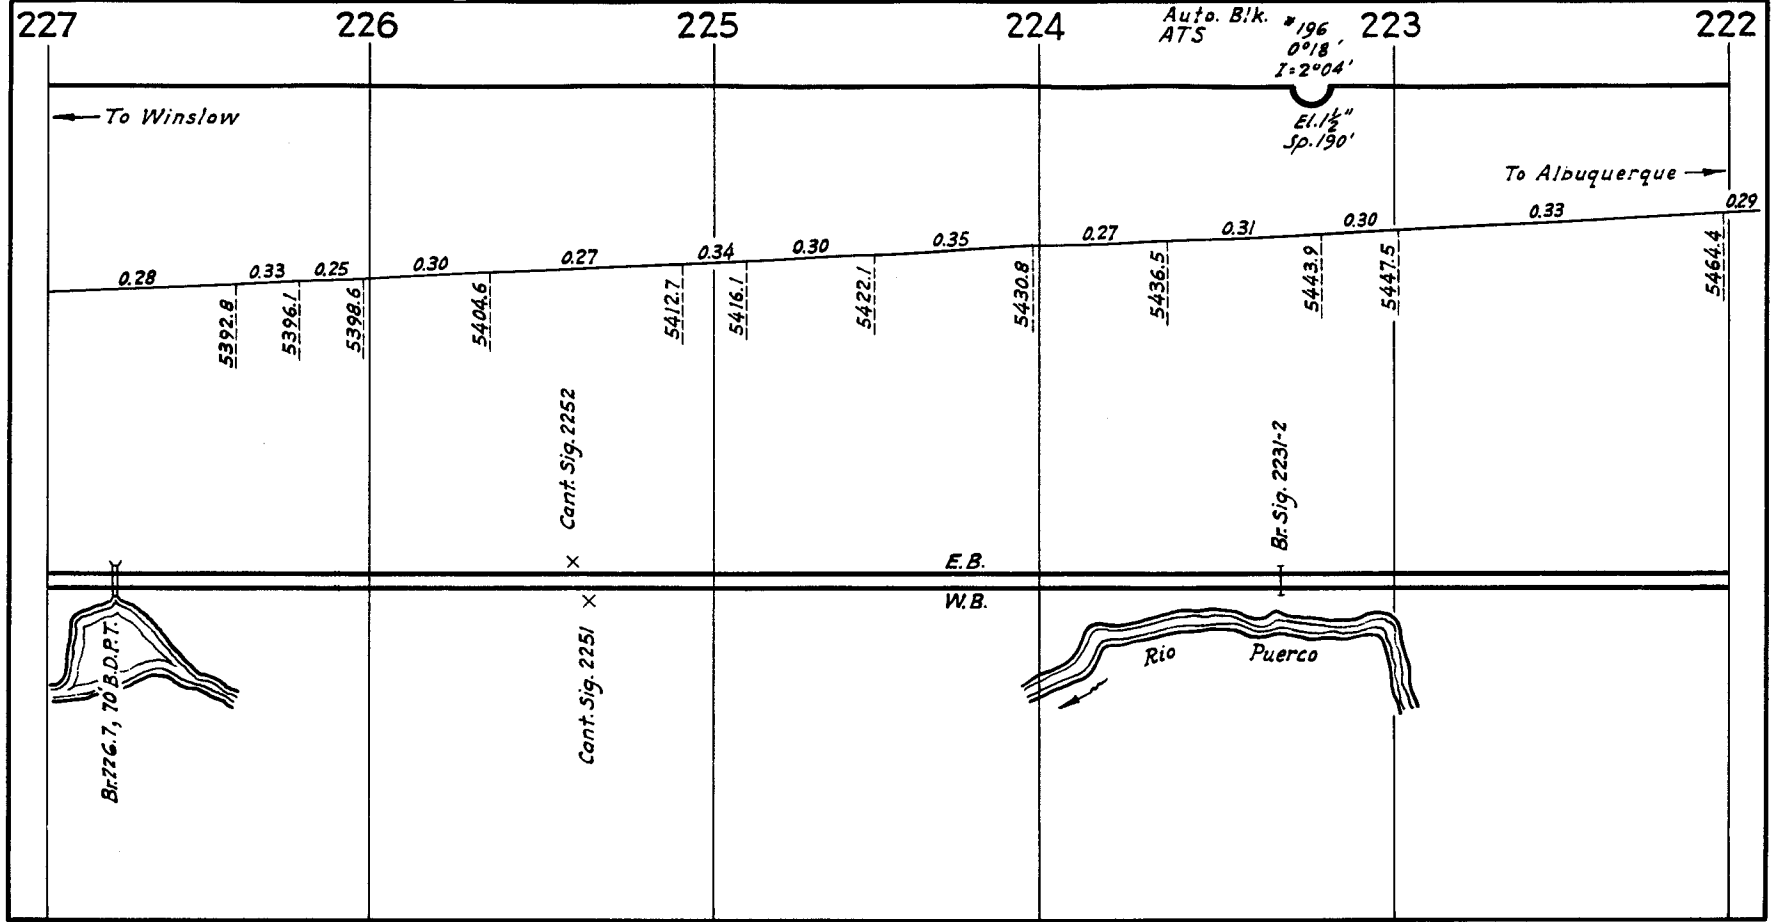 227 226 225 224 223 222
Auto. Blk.
ATS
#196
0°18'
I=2°04'
El. 1½"
Sp. 190'
To Winslow
To Albuquerque
0.28 0.33 0.25 0.30 0.27 0.34 0.30 0.35 0.27 0.31 0.30 0.33 0.29
5392.8
5396.1
5398.6
5404.6
5412.7
5416.1
5422.1
5430.8
5436.5
5443.9
5447.5
5464.4
Cant. Sig. 2252
Br. Sig. 2231-2
E.B.
W.B.
Br. 226.7, 70' B.D.P.T.
Cant. Sig. 2251
Rio Puerco